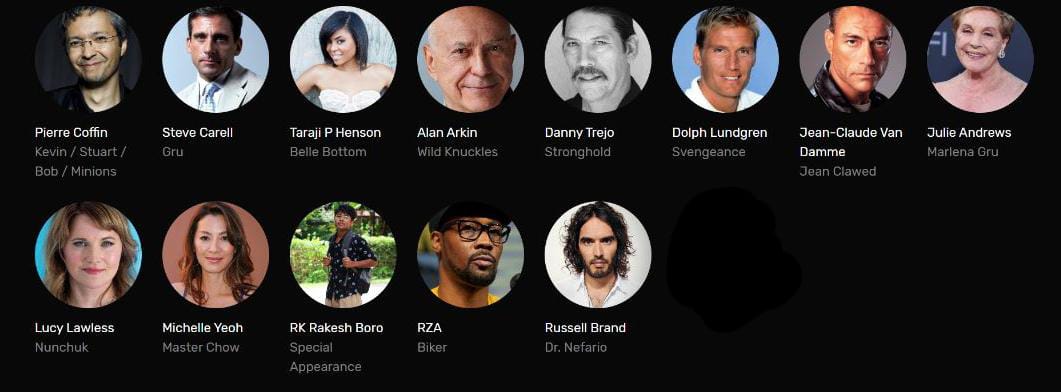 Pierre Coffin
Kevin / Stuart /
Bob / Minions
Steve Carell
Gru
Taraji P Henson
Belle Bottom
Alan Arkin
Wild Knuckles
Danny Trejo
Stronghold
Dolph Lundgren
Svengeance
Jean-Claude Van
Damme
Jean Clawed
Julie Andrews
Marlena Gru
Lucy Lawless
Nunchuk
Michelle Yeoh
Master Chow
RK Rakesh Boro
Special
Appearance
RZA
Biker
Russell Brand
Dr. Nefario